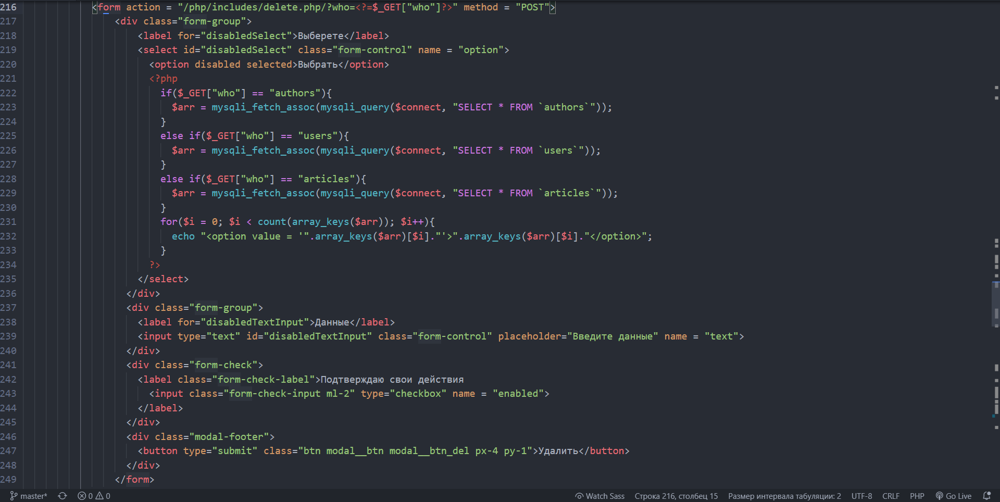 216 <form action = "/php/includes/delete.php/?who=<?=$_GET["who"]?>" method = "POST">
217 <div class="form-group">
218 <label for="disabledSelect">Выберете</label>
219 <select id="disabledSelect" class="form-control" name = "option">
220 <option disabled selected>Выбрать</option>
221 <?php
222 if($_GET["who"] == "authors"){
223 $arr = mysqli_fetch_assoc(mysqli_query($connect, "SELECT * FROM `authors`"));
224 }
225 else if($_GET["who"] == "users"){
226 $arr = mysqli_fetch_assoc(mysqli_query($connect, "SELECT * FROM `users`"));
227 }
228 else if($_GET["who"] == "articles"){
229 $arr = mysqli_fetch_assoc(mysqli_query($connect, "SELECT * FROM `articles`"));
230 }
231 for($i = 0; $i < count(array_keys($arr)); $i++){
232 echo "<option value = '".array_keys($arr)[$i]."'>".array_keys($arr)[$i]."</option>";
233 }
234 ?>
235 </select>
236 </div>
237 <div class="form-group">
238 <label for="disabledTextInput">Данные</label>
239 <input type="text" id="disabledTextInput" class="form-control" placeholder="Введите данные" name = "text">
240 </div>
241 <div class="form-check">
242 <label class="form-check-label">Подтверждаю свои действия
243 <input class="form-check-input ml-2" type="checkbox" name = "enabled">
244 </label>
245 </div>
246 <div class="modal-footer">
247 <button type="submit" class="btn modal__btn modal__btn_del px-4 py-1">Удалить</button>
248 </div>
249 </form>
master* 0 0 Watch Sass Строка 216, столбец 15 Размер интервала табуляции: 2 UTF-8 CRLF PHP Go Live